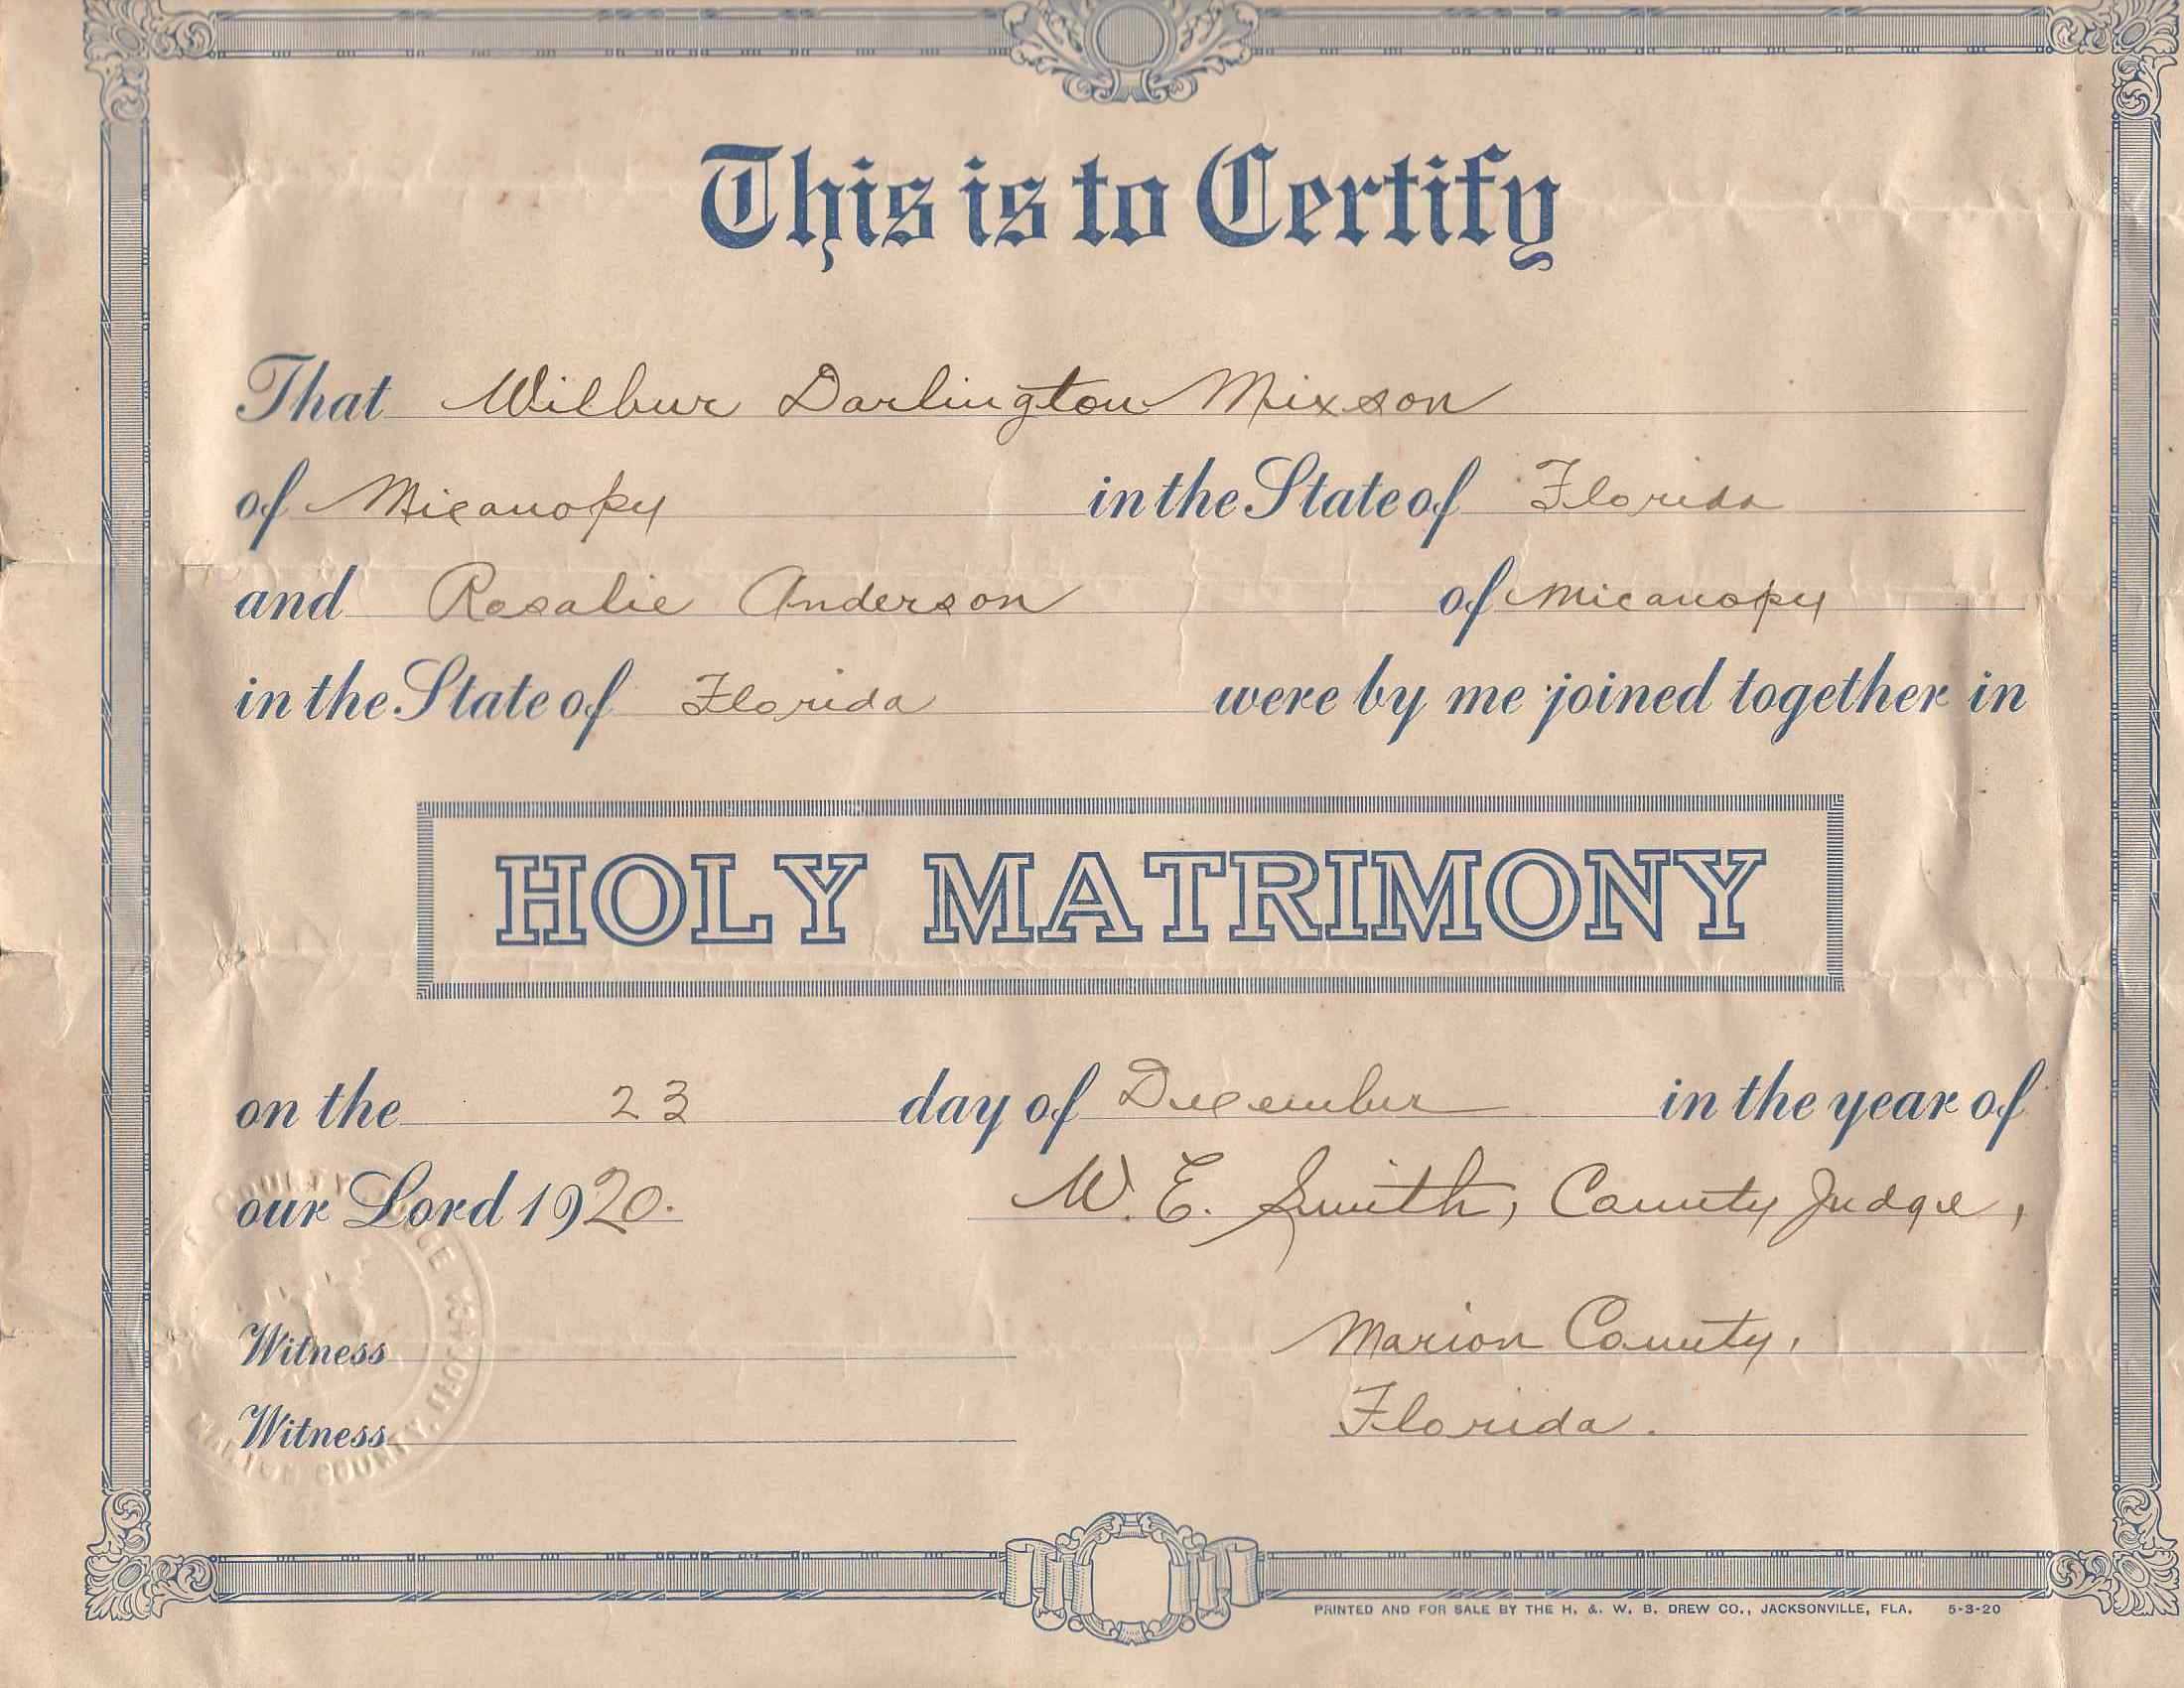 This is to Certify
That Wilbur Darlington Mixson
of Micanopy in the State of Florida
and Rosalie Anderson of Micanopy
in the State of Florida were by me joined together in
HOLY MATRIMONY
on the 23 day of December in the year of
our Lord 1920. W. E. Smith, County Judge,
Witness Marion County,
Witness Florida.
PRINTED AND FOR SALE BY THE H. & W. B. DREW CO., JACKSONVILLE, FLA. 5-3-20
COUNTY
COUNTY,